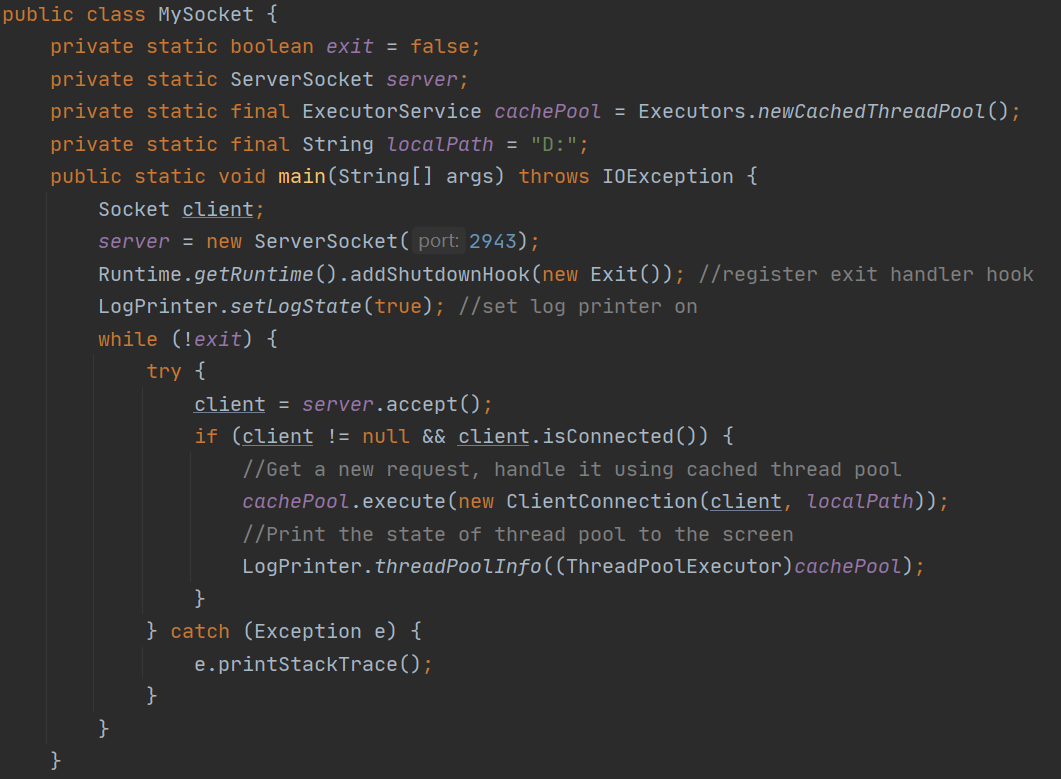 public class MySocket {
    private static boolean exit = false;
    private static ServerSocket server;
    private static final ExecutorService cachePool = Executors.newCachedThreadPool();
    private static final String localPath = "D:";
    public static void main(String[] args) throws IOException {
        Socket client;
        server = new ServerSocket( port: 2943);
        Runtime.getRuntime().addShutdownHook(new Exit()); //register exit handler hook
        LogPrinter.setLogState(true); //set log printer on
        while (!exit) {
            try {
                client = server.accept();
                if (client != null && client.isConnected()) {
                    //Get a new request, handle it using cached thread pool
                    cachePool.execute(new ClientConnection(client, localPath));
                    //Print the state of thread pool to the screen
                    LogPrinter.threadPoolInfo((ThreadPoolExecutor)cachePool);
                }
            } catch (Exception e) {
                e.printStackTrace();
            }
        }
    }